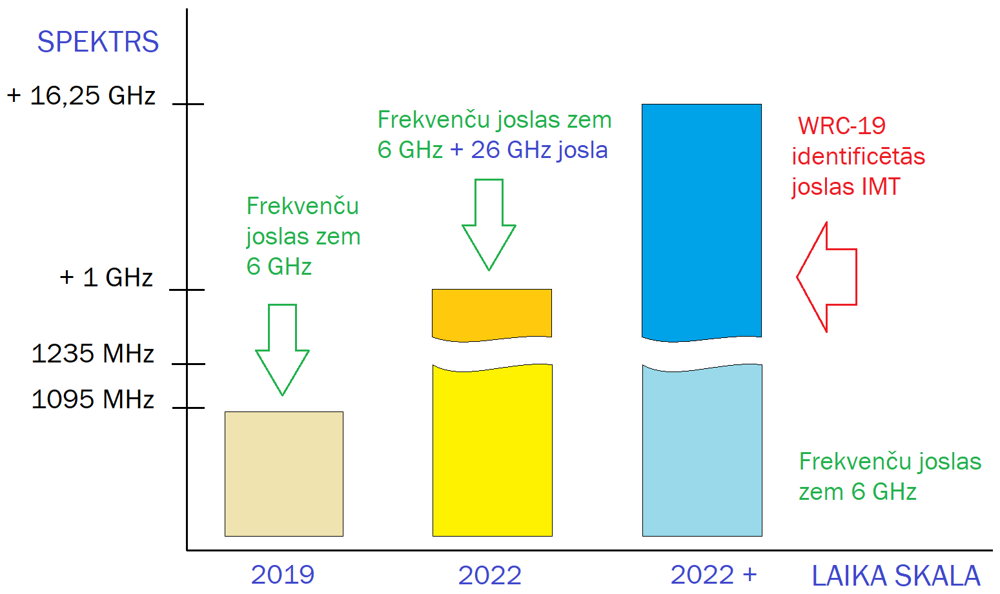 SPEKTRS
+ 16,25 GHz
+ 1 GHz
1235 MHz
1095 MHz
Frekvenču
joslas zem
6 GHz
Frekvenču joslas zem
6 GHz + 26 GHz josla
WRC-19
identificētās
joslas IMT
Frekvenču joslas
zem 6 GHz
2019
2022
2022 +
LAIKA SKALA